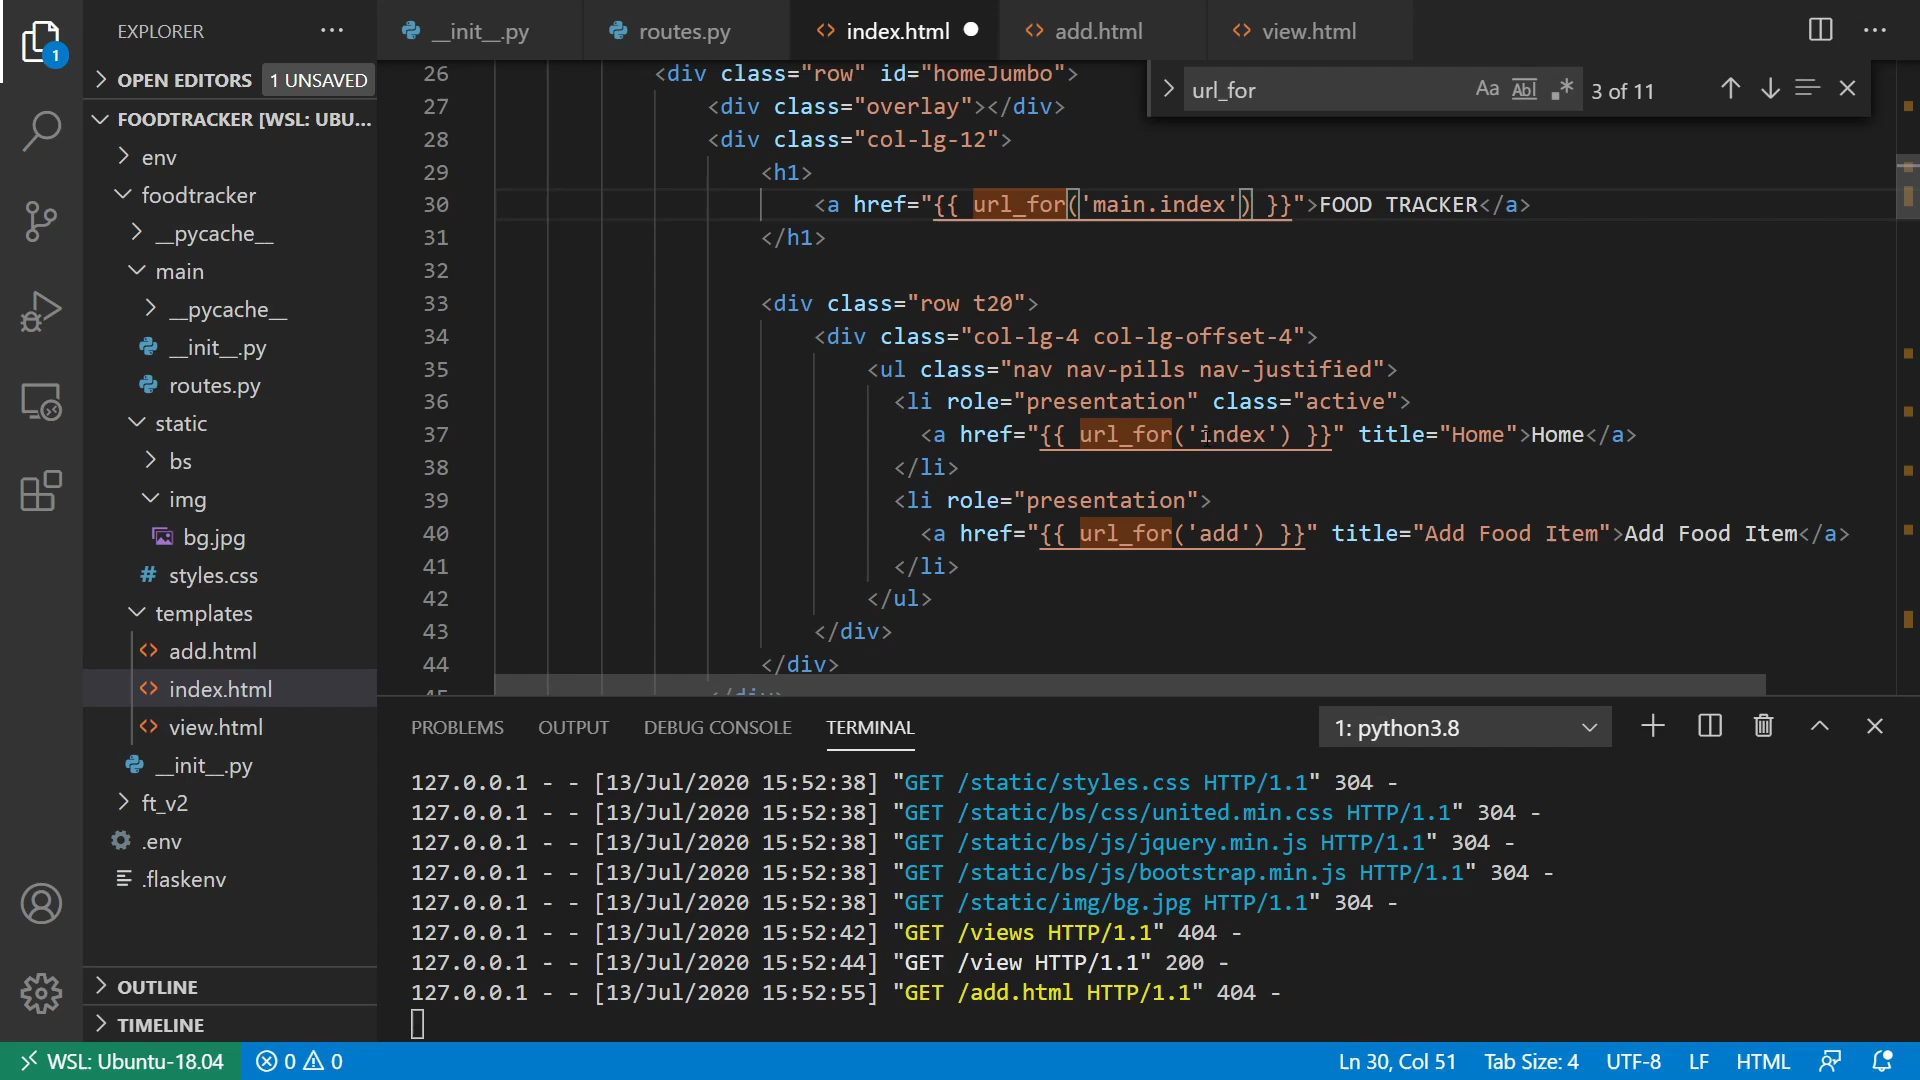 EXPLORER
1
OPEN EDITORS 1 UNSAVED
FOODTRACKER [WSL: UBU...
env
foodtracker
__pycache__
main
__pycache__
__init__.py
routes.py
static
bs
img
bg.jpg
# styles.css
templates
<> add.html
<> index.html
<> view.html
__init__.py
ft_v2
.env
.flaskenv
OUTLINE
TIMELINE
__init__.py
routes.py
<> index.html
<> add.html
<> view.html
url_for
Aa Abl .* 3 of 11
26 <div class="row" id="homeJumbo">
27 <div class="overlay"></div>
28 <div class="col-lg-12">
29 <h1>
30 <a href="{{ url_for('main.index') }}">FOOD TRACKER</a>
31 </h1>
32
33 <div class="row t20">
34 <div class="col-lg-4 col-lg-offset-4">
35 <ul class="nav nav-pills nav-justified">
36 <li role="presentation" class="active">
37 <a href="{{ url_for('index') }}" title="Home">Home</a>
38 </li>
39 <li role="presentation">
40 <a href="{{ url_for('add') }}" title="Add Food Item">Add Food Item</a>
41 </li>
42 </ul>
43 </div>
44 </div>
45 </div>
PROBLEMS OUTPUT DEBUG CONSOLE TERMINAL
1: python3.8
127.0.0.1 - - [13/Jul/2020 15:52:38] "GET /static/styles.css HTTP/1.1" 304 -
127.0.0.1 - - [13/Jul/2020 15:52:38] "GET /static/bs/css/united.min.css HTTP/1.1" 304 -
127.0.0.1 - - [13/Jul/2020 15:52:38] "GET /static/bs/js/jquery.min.js HTTP/1.1" 304 -
127.0.0.1 - - [13/Jul/2020 15:52:38] "GET /static/bs/js/bootstrap.min.js HTTP/1.1" 304 -
127.0.0.1 - - [13/Jul/2020 15:52:38] "GET /static/img/bg.jpg HTTP/1.1" 304 -
127.0.0.1 - - [13/Jul/2020 15:52:42] "GET /views HTTP/1.1" 404 -
127.0.0.1 - - [13/Jul/2020 15:52:44] "GET /view HTTP/1.1" 200 -
127.0.0.1 - - [13/Jul/2020 15:52:55] "GET /add.html HTTP/1.1" 404 -
WSL: Ubuntu-18.04 0 0
Ln 30, Col 51 Tab Size: 4 UTF-8 LF HTML